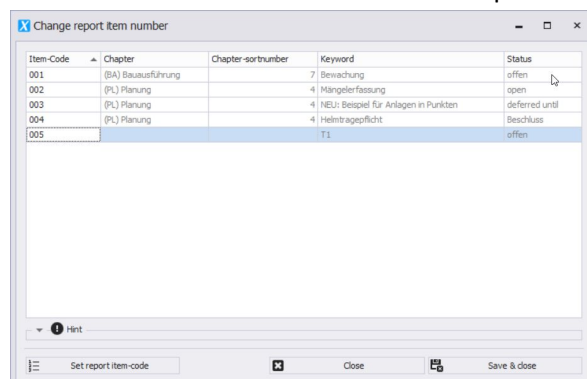 Change report item number
Item-Code Chapter Chapter-sortnumber Keyword Status
001 (BA) Bauausführung 7 Bewachung offen
002 (PL) Planung 4 Mängelerfassung open
003 (PL) Planung 4 NEU: Beispiel für Anlagen in Punkten deferred until
004 (PL) Planung 4 Helmtragepflicht Beschluss
005 T1 offen
Hint
Set report item-code Close Save & close